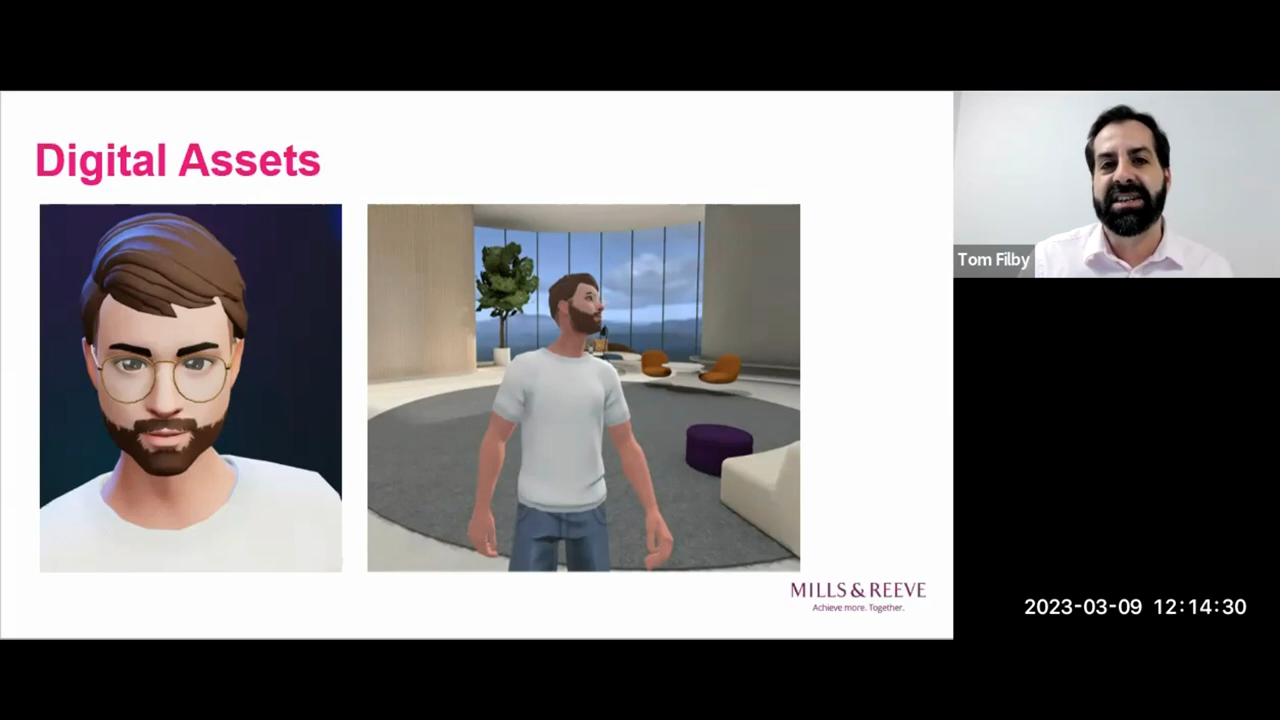 Digital Assets
Tom Filby
MILLS & REEVE
Achieve more. Together.
2023-03-09 12:14:30